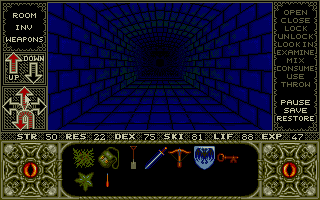 ROOM
INV
WEAPONS
UP
DOWN
OPEN
CLOSE
LOCK
UNLOCK
LOOK IN
EXAMINE
MIX
CONSUME
USE
THROW
PAUSE
SAVE
RESTORE
STR 50 RES 22 DEX 75 SKI 81 LIF 88 EXP 47